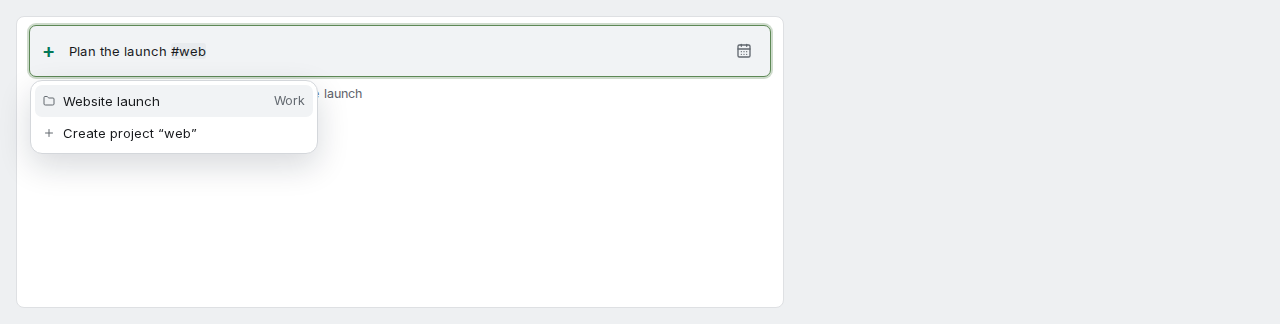 Plan the launch #web
launch
Website launch Work
Create project “web”